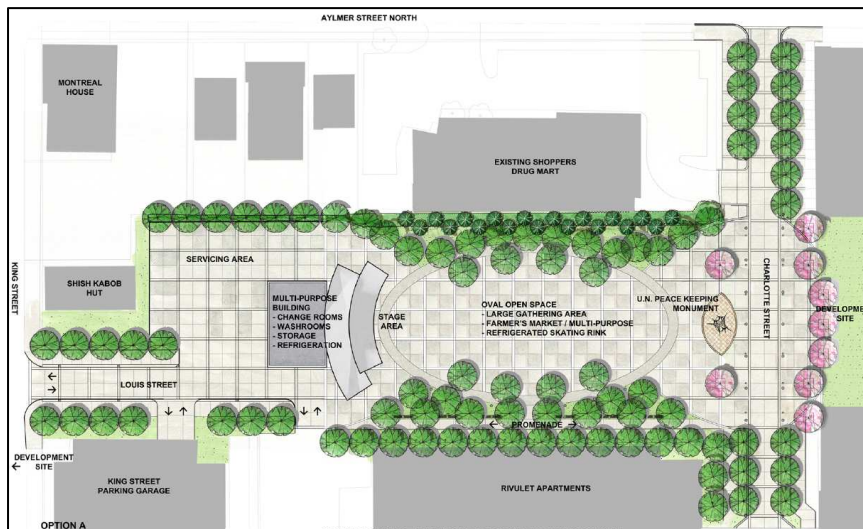 AYLMER STREET NORTH
MONTREAL
HOUSE
EXISTING SHOPPERS
DRUG MART
SERVICING AREA
KING STREET
SHISH KABOB
HUT
MULTI-PURPOSE
BUILDING
- CHANGE ROOMS
- WASHROOMS
- STORAGE
- REFRIGERATION
STAGE
AREA
OVAL OPEN SPACE
- LARGE GATHERING AREA
- FARMER'S MARKET / MULTI-PURPOSE
- REFRIGERATED SKATING RINK
U.N. PEACE KEEPING
MONUMENT
CHARLOTTE STREET
DEVELOPMENT
SITE
LOUIS STREET
PROMENADE
DEVELOPMENT
SITE
KING STREET
PARKING GARAGE
RIVULET APARTMENTS
OPTION A